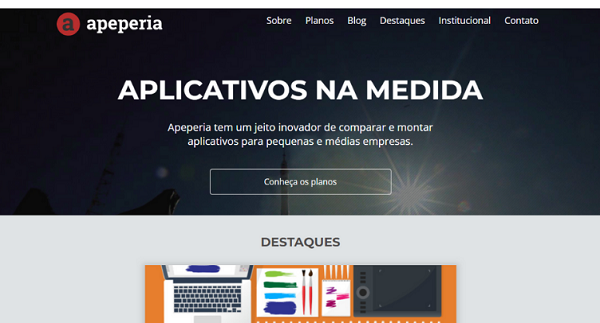 a apeperia
Sobre Planos Blog Destaques Institucional Contato
APLICATIVOS NA MEDIDA
Apeperia tem um jeito inovador de comparar e montar
aplicativos para pequenas e médias empresas.
Conheça os planos
DESTAQUES